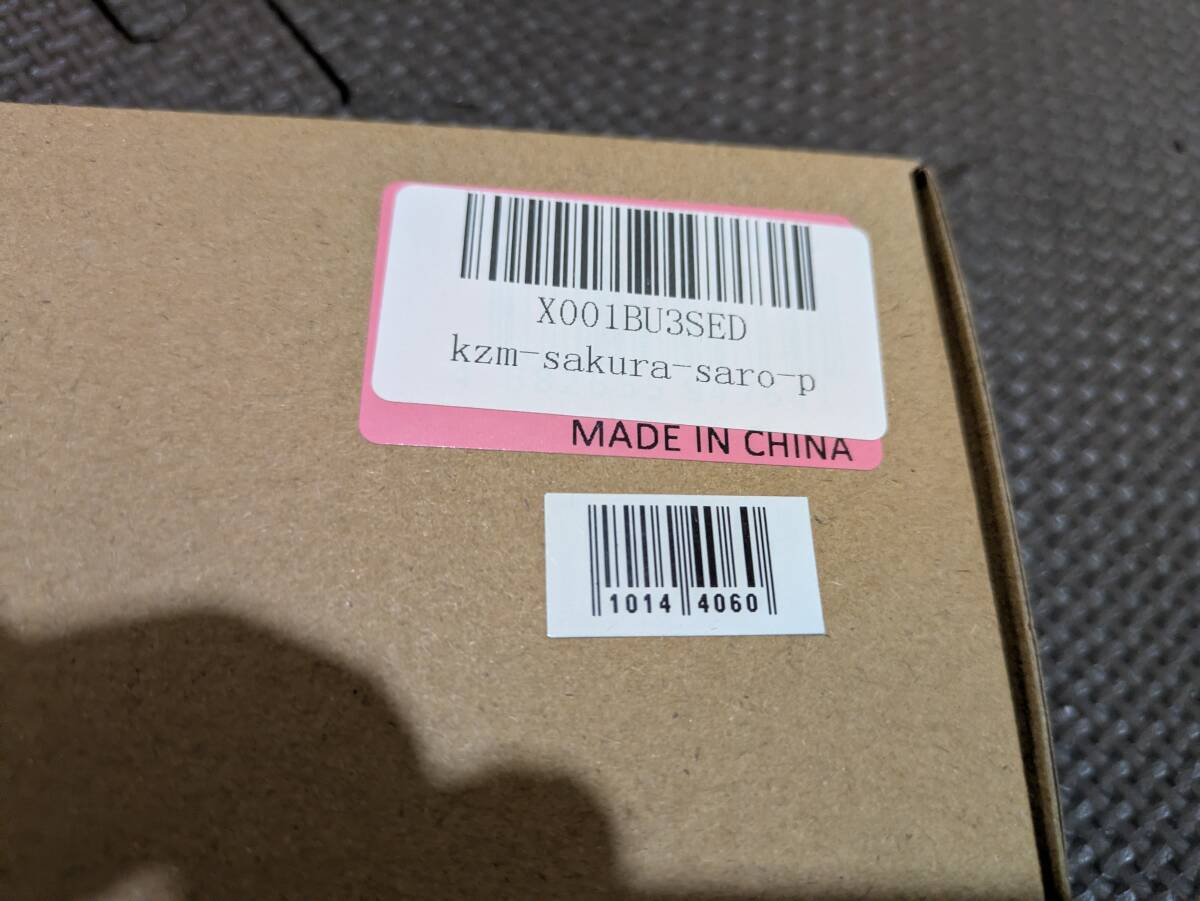 X001BU3SED
kzm-sakura-saro-p
MADE IN CHINA
1014 4060